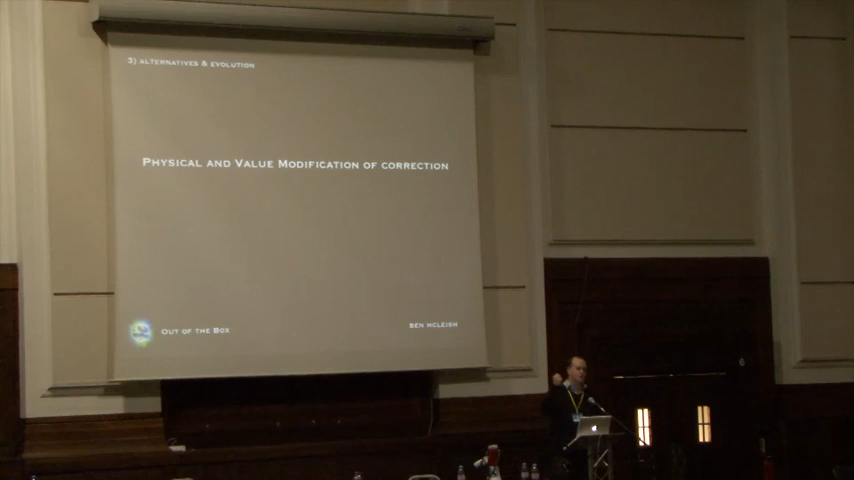 3) ALTERNATIVES & EVOLUTION
PHYSICAL AND VALUE MODIFICATION OF CORRECTION
OUT OF THE BOX
BEN MCLEISH